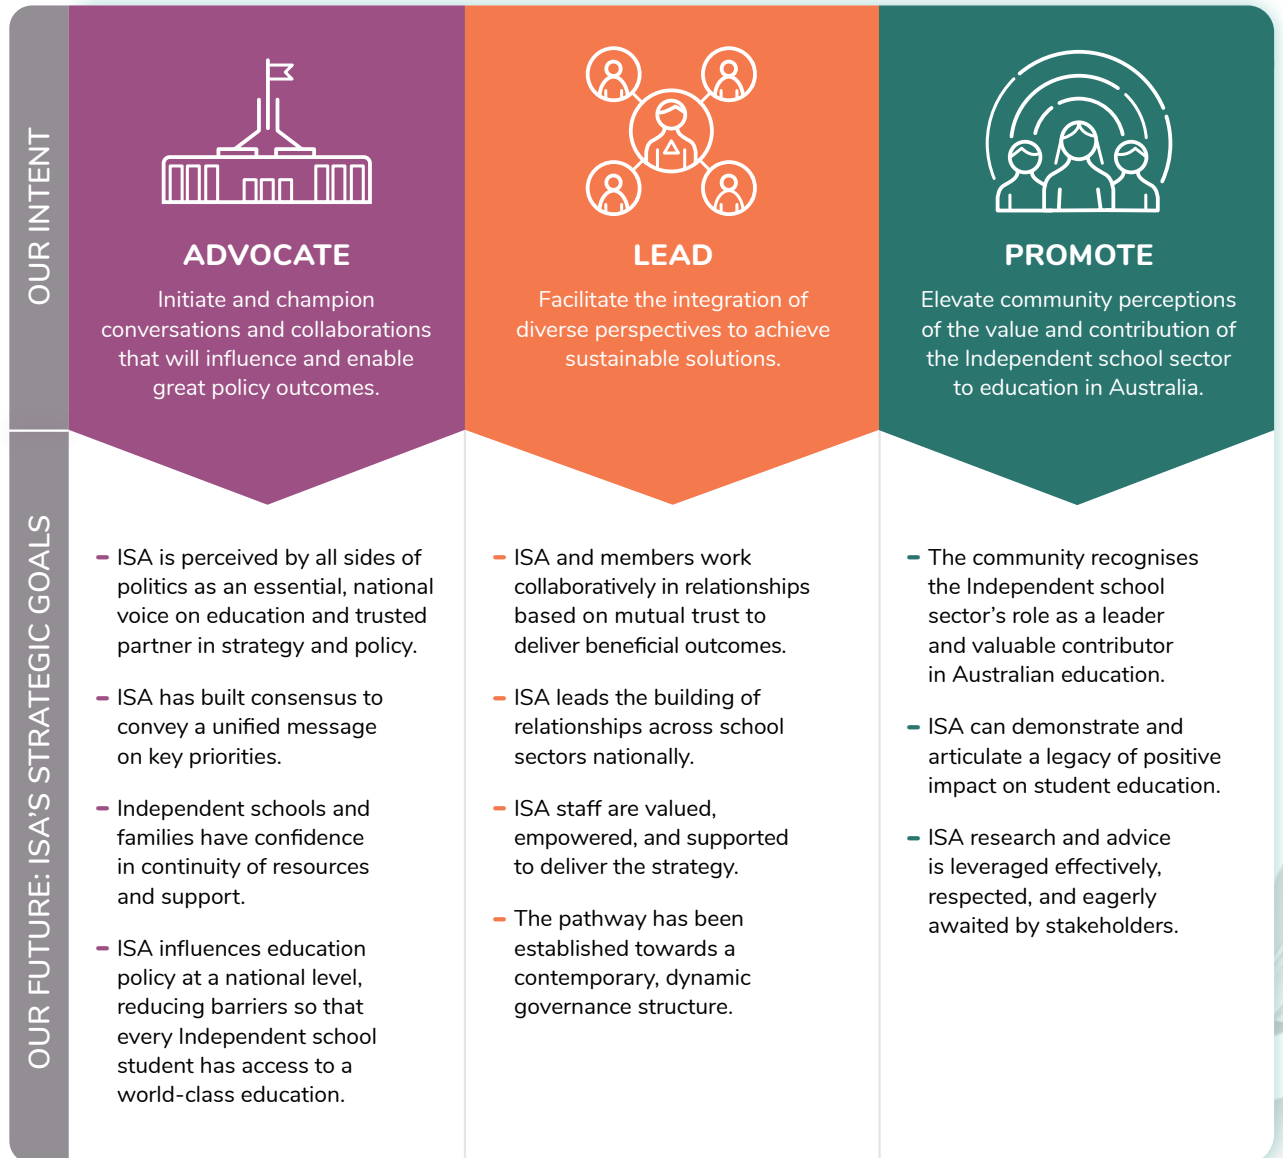 OUR INTENT
ADVOCATE
Initiate and champion
conversations and collaborations
that will influence and enable
great policy outcomes.
LEAD
Facilitate the integration of
diverse perspectives to achieve
sustainable solutions.
PROMOTE
Elevate community perceptions
of the value and contribution of
the Independent school sector
to education in Australia.
OUR FUTURE: ISA'S STRATEGIC GOALS
– ISA is perceived by all sides of
politics as an essential, national
voice on education and trusted
partner in strategy and policy.
– ISA has built consensus to
convey a unified message
on key priorities.
– Independent schools and
families have confidence
in continuity of resources
and support.
– ISA influences education
policy at a national level,
reducing barriers so that
every Independent school
student has access to a
world-class education.
– ISA and members work
collaboratively in relationships
based on mutual trust to
deliver beneficial outcomes.
– ISA leads the building of
relationships across school
sectors nationally.
– ISA staff are valued,
empowered, and supported
to deliver the strategy.
– The pathway has been
established towards a
contemporary, dynamic
governance structure.
– The community recognises
the Independent school
sector's role as a leader
and valuable contributor
in Australian education.
– ISA can demonstrate and
articulate a legacy of positive
impact on student education.
– ISA research and advice
is leveraged effectively,
respected, and eagerly
awaited by stakeholders.